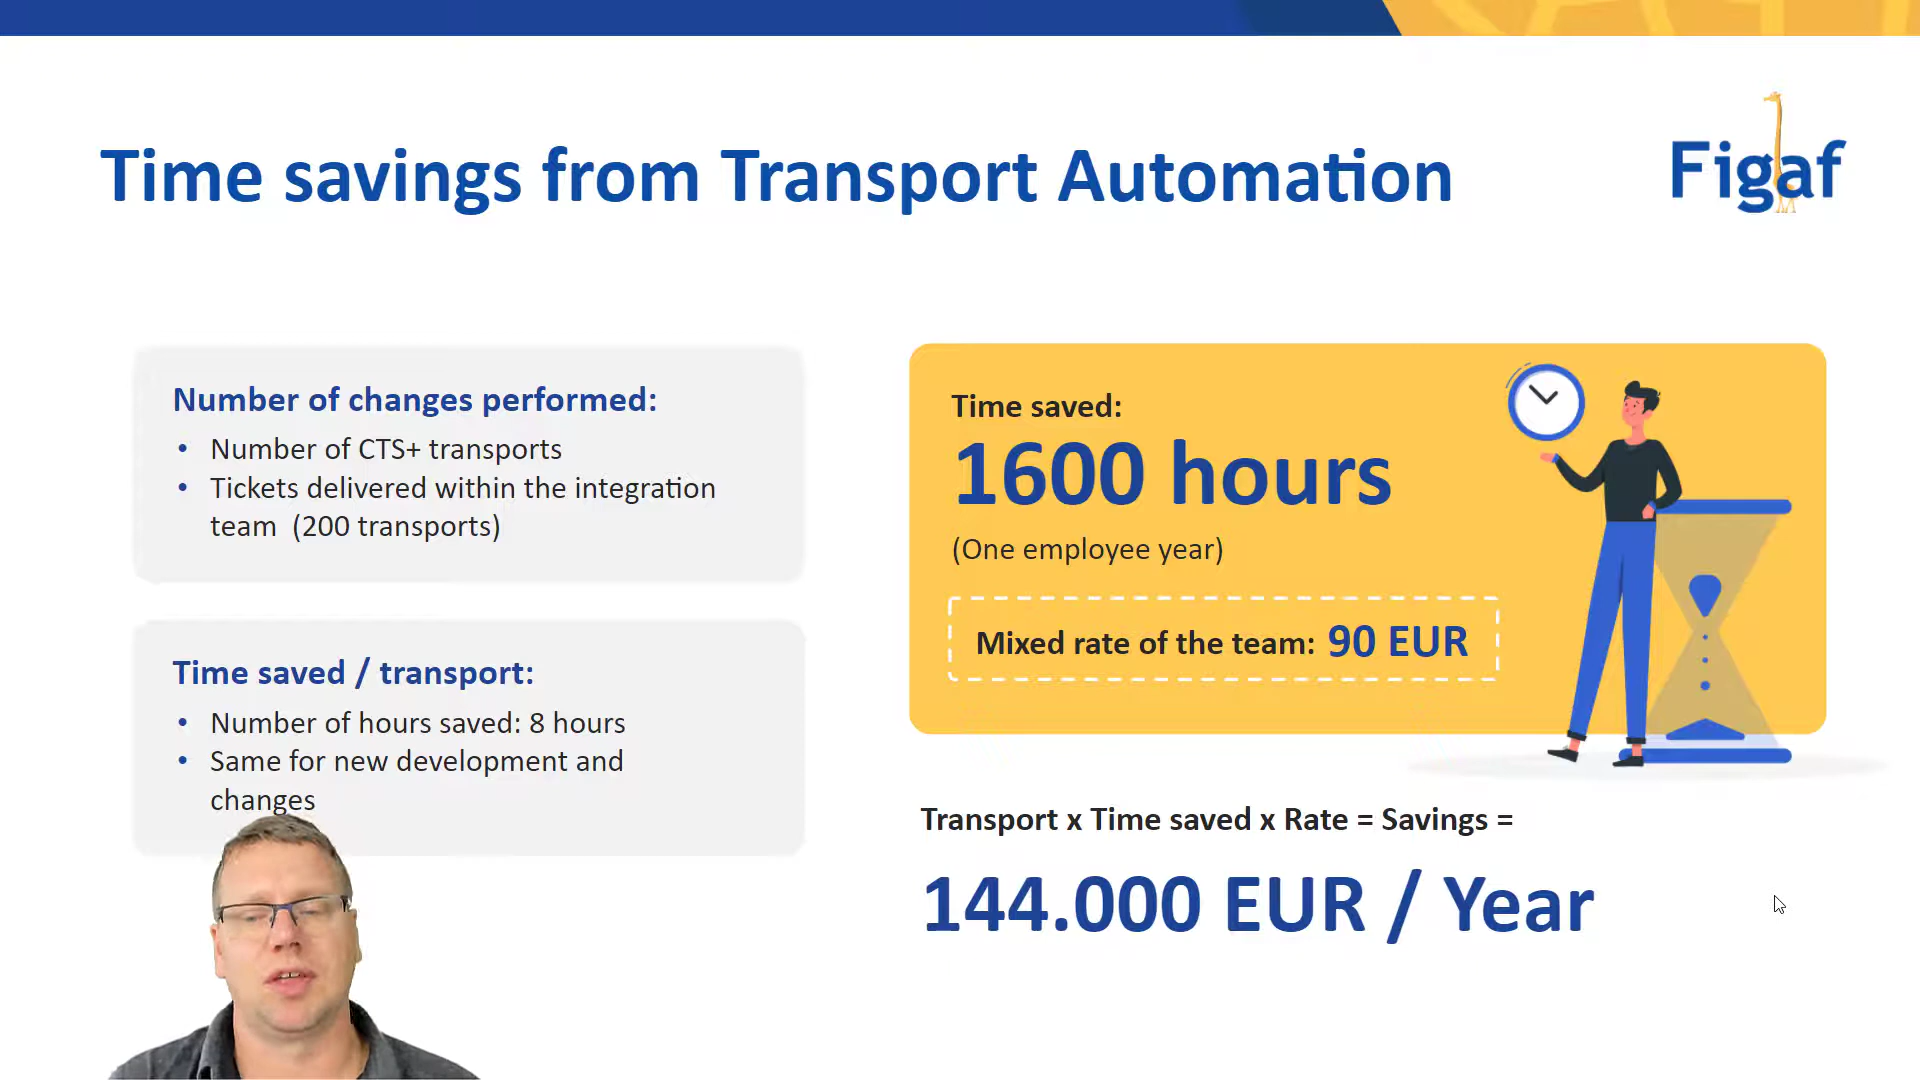 Time savings from Transport Automation
Figaf
Number of changes performed:
• Number of CTS+ transports
• Tickets delivered within the integration
team (200 transports)
Time saved / transport:
• Number of hours saved: 8 hours
• Same for new development and
changes
Time saved:
1600 hours
(One employee year)
Mixed rate of the team: 90 EUR
Transport x Time saved x Rate = Savings =
144.000 EUR / Year